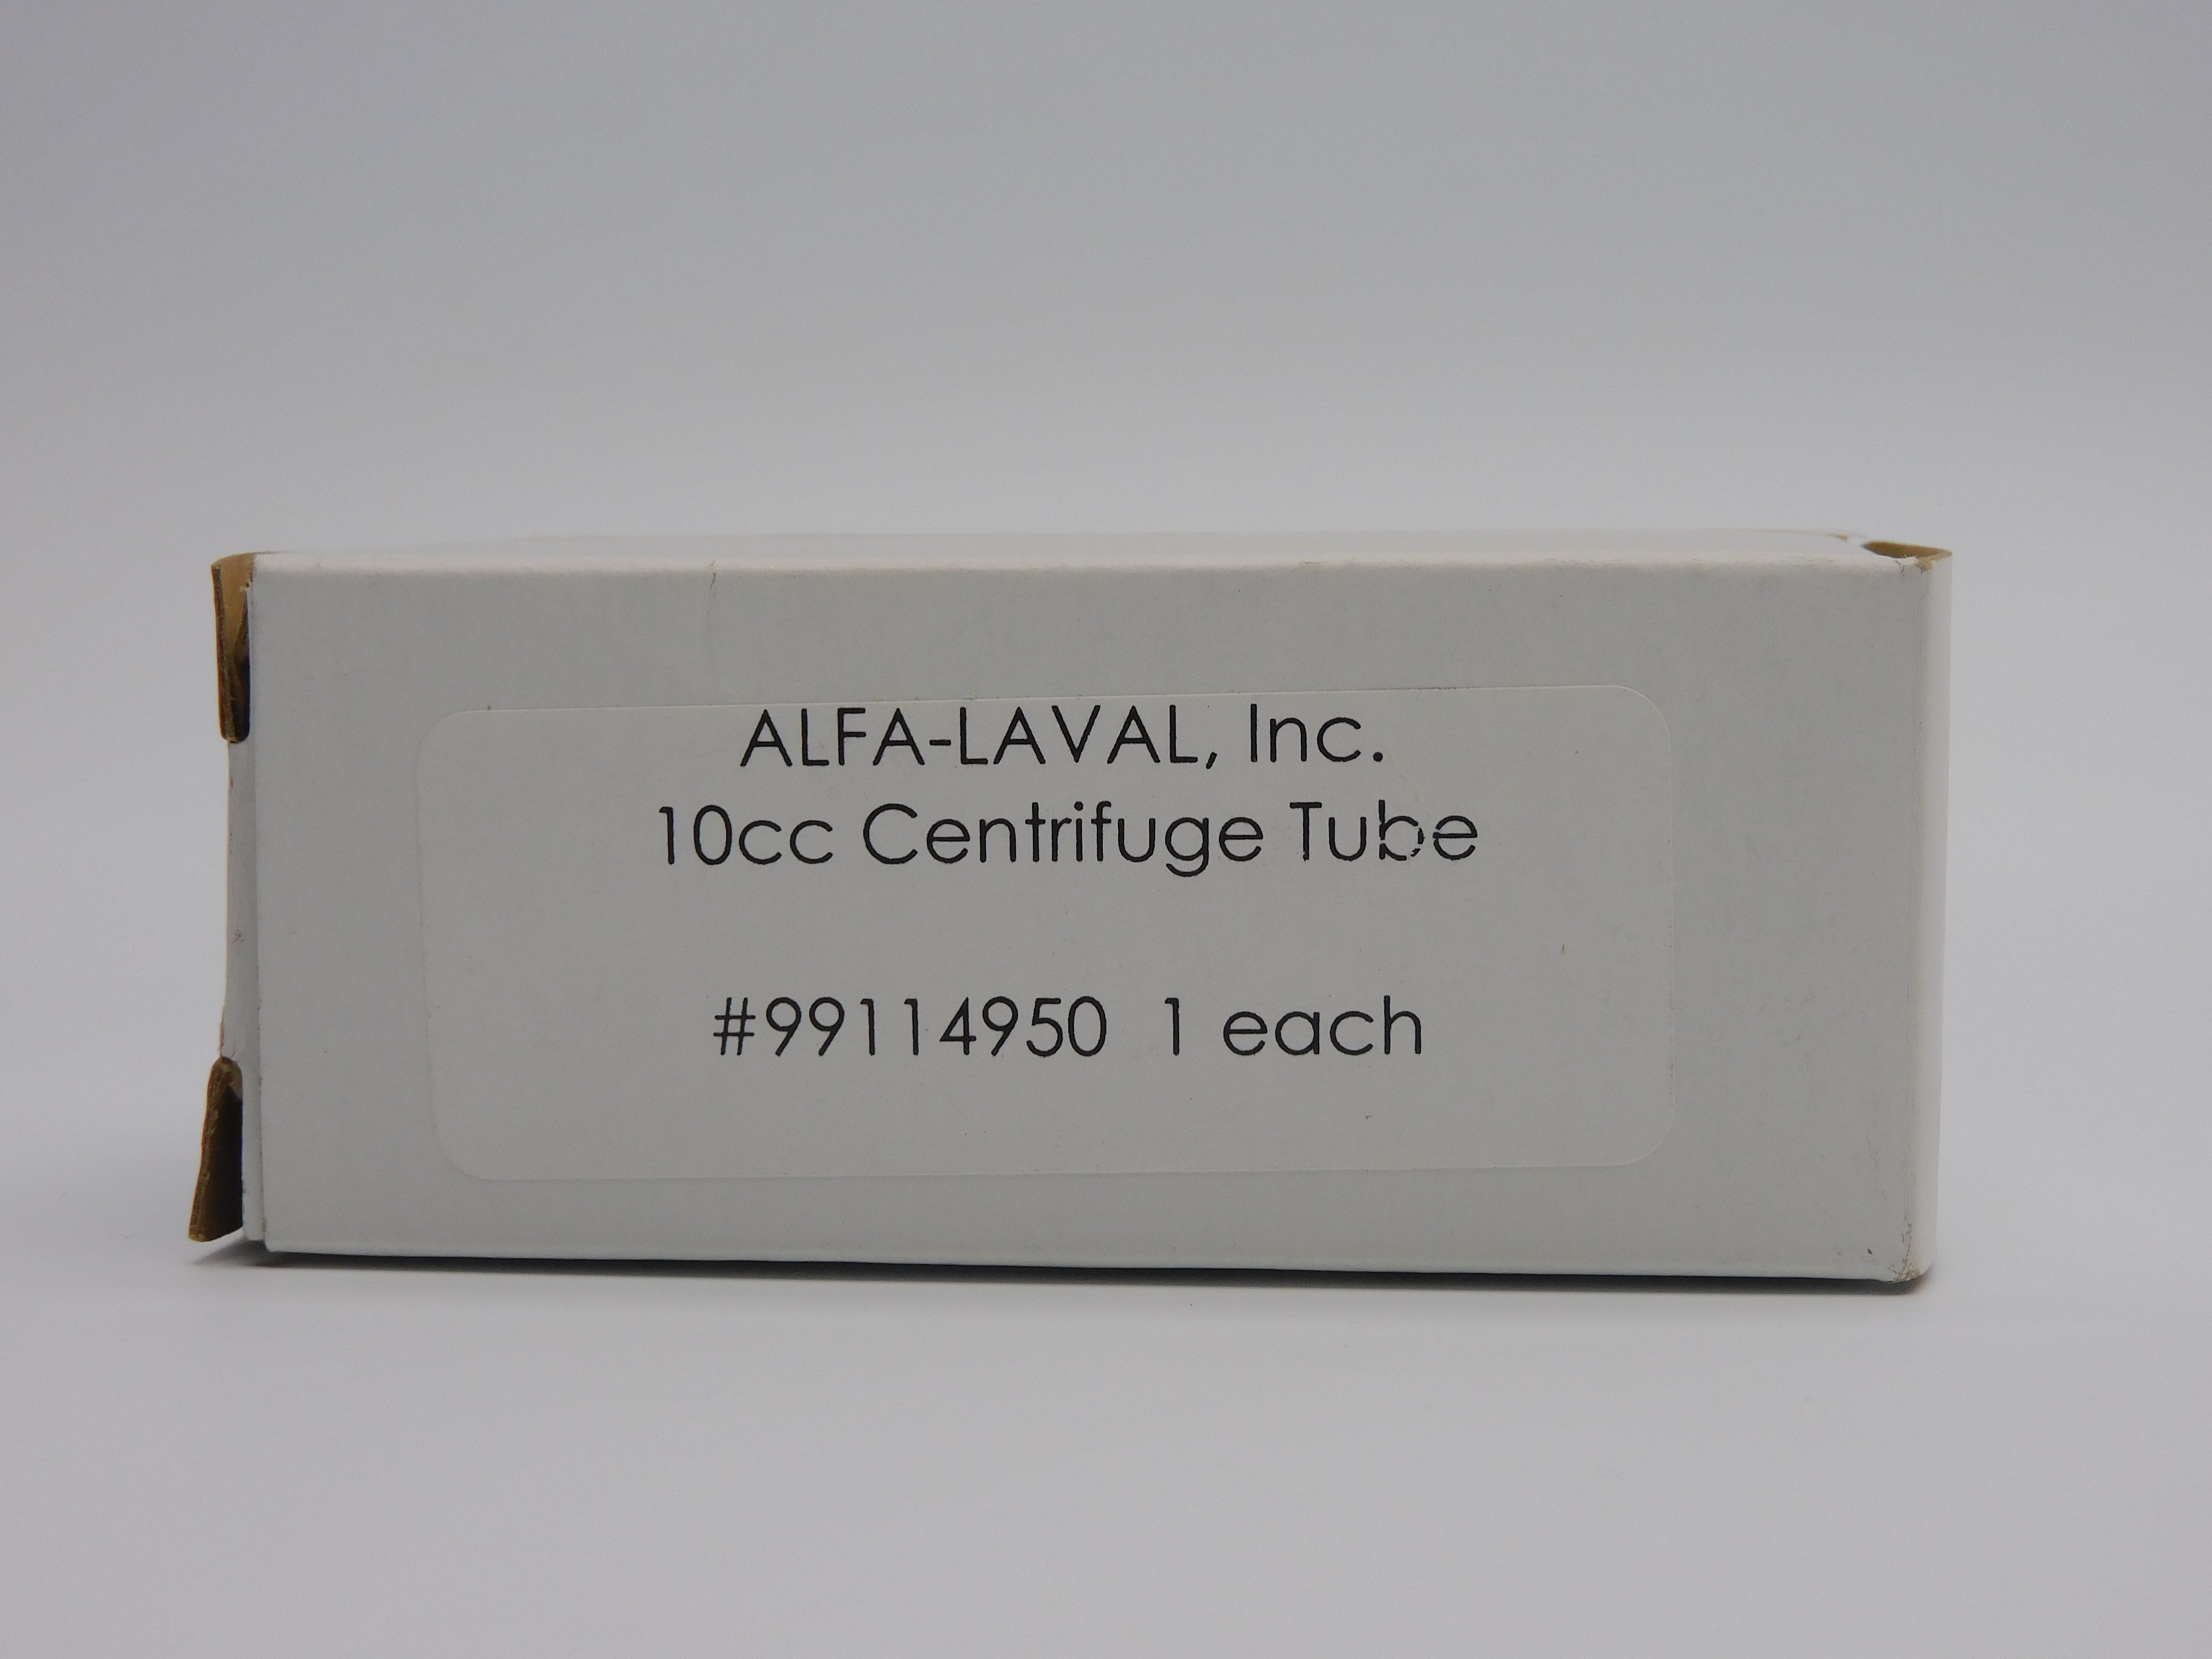 ALFA-LAVAL, Inc.
10cc Centrifuge Tube
#99114950 1 each